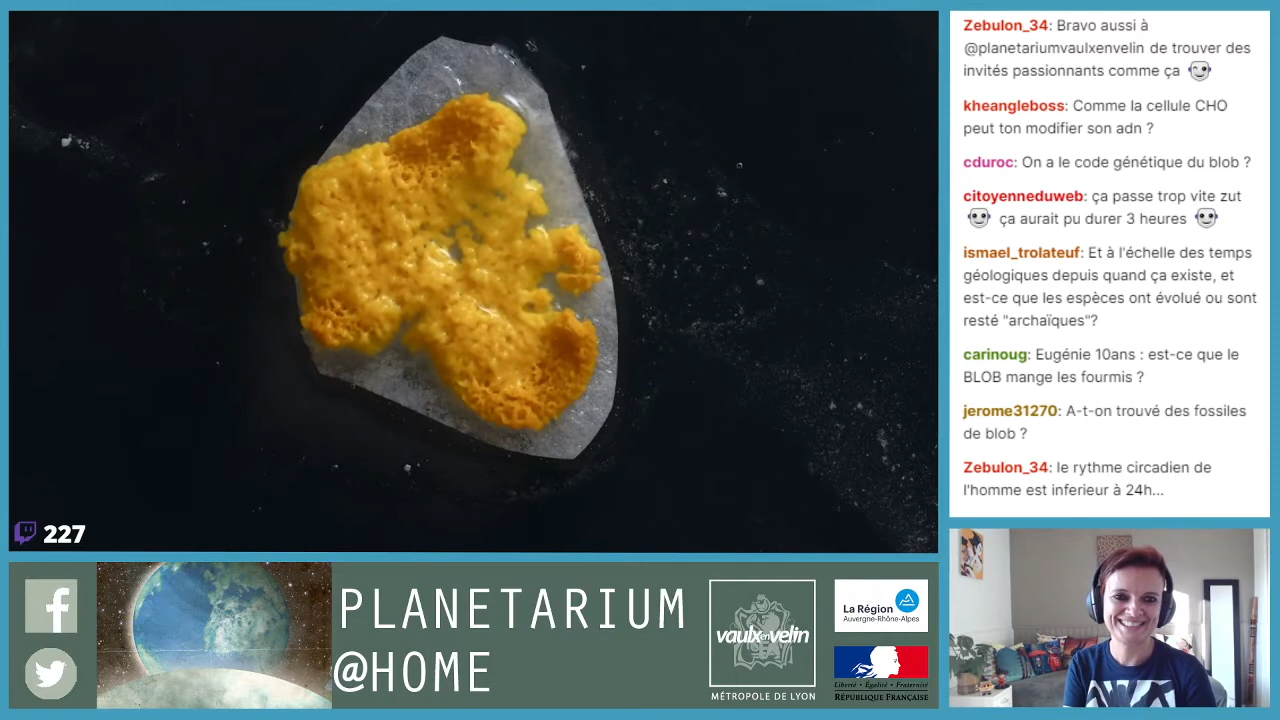 Zebulon_34: Bravo aussi à
@planetariumvaulxenvelin de trouver des
invités passionnants comme ça
kheangleboss: Comme la cellule CHO
peut ton modifier son adn ?
cduroc: On a le code génétique du blob ?
citoyenneduweb: ça passe trop vite zut
ça aurait pu durer 3 heures
ismael_trolateuf: Et à l'échelle des temps
géologiques depuis quand ça existe, et
est-ce que les espèces ont évolué ou sont
resté "archaïques"?
carinoug: Eugénie 10ans : est-ce que le
BLOB mange les fourmis ?
jerome31270: A-t-on trouvé des fossiles
de blob ?
Zebulon_34: le rythme circadien de
l'homme est inferieur à 24h...
227
PLANETARIUM
@HOME
vaulx en velin
MÉTROPOLE DE LYON
La Région
Auvergne-Rhône-Alpes
Liberté • Égalité • Fraternité
RÉPUBLIQUE FRANÇAISE